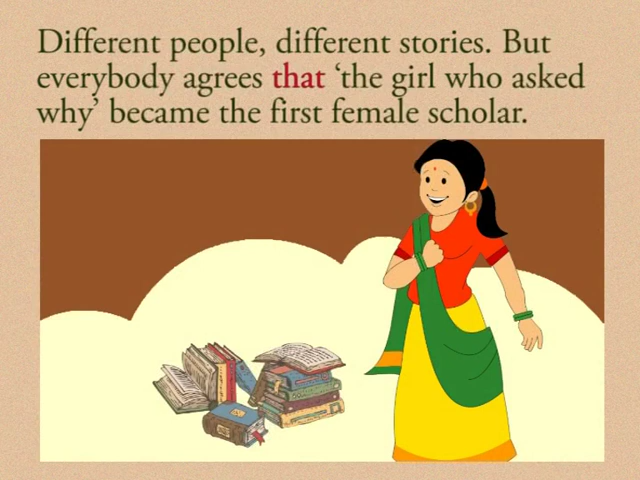 Different people, different stories. But
everybody agrees that ‘the girl who asked
why’ became the first female scholar.